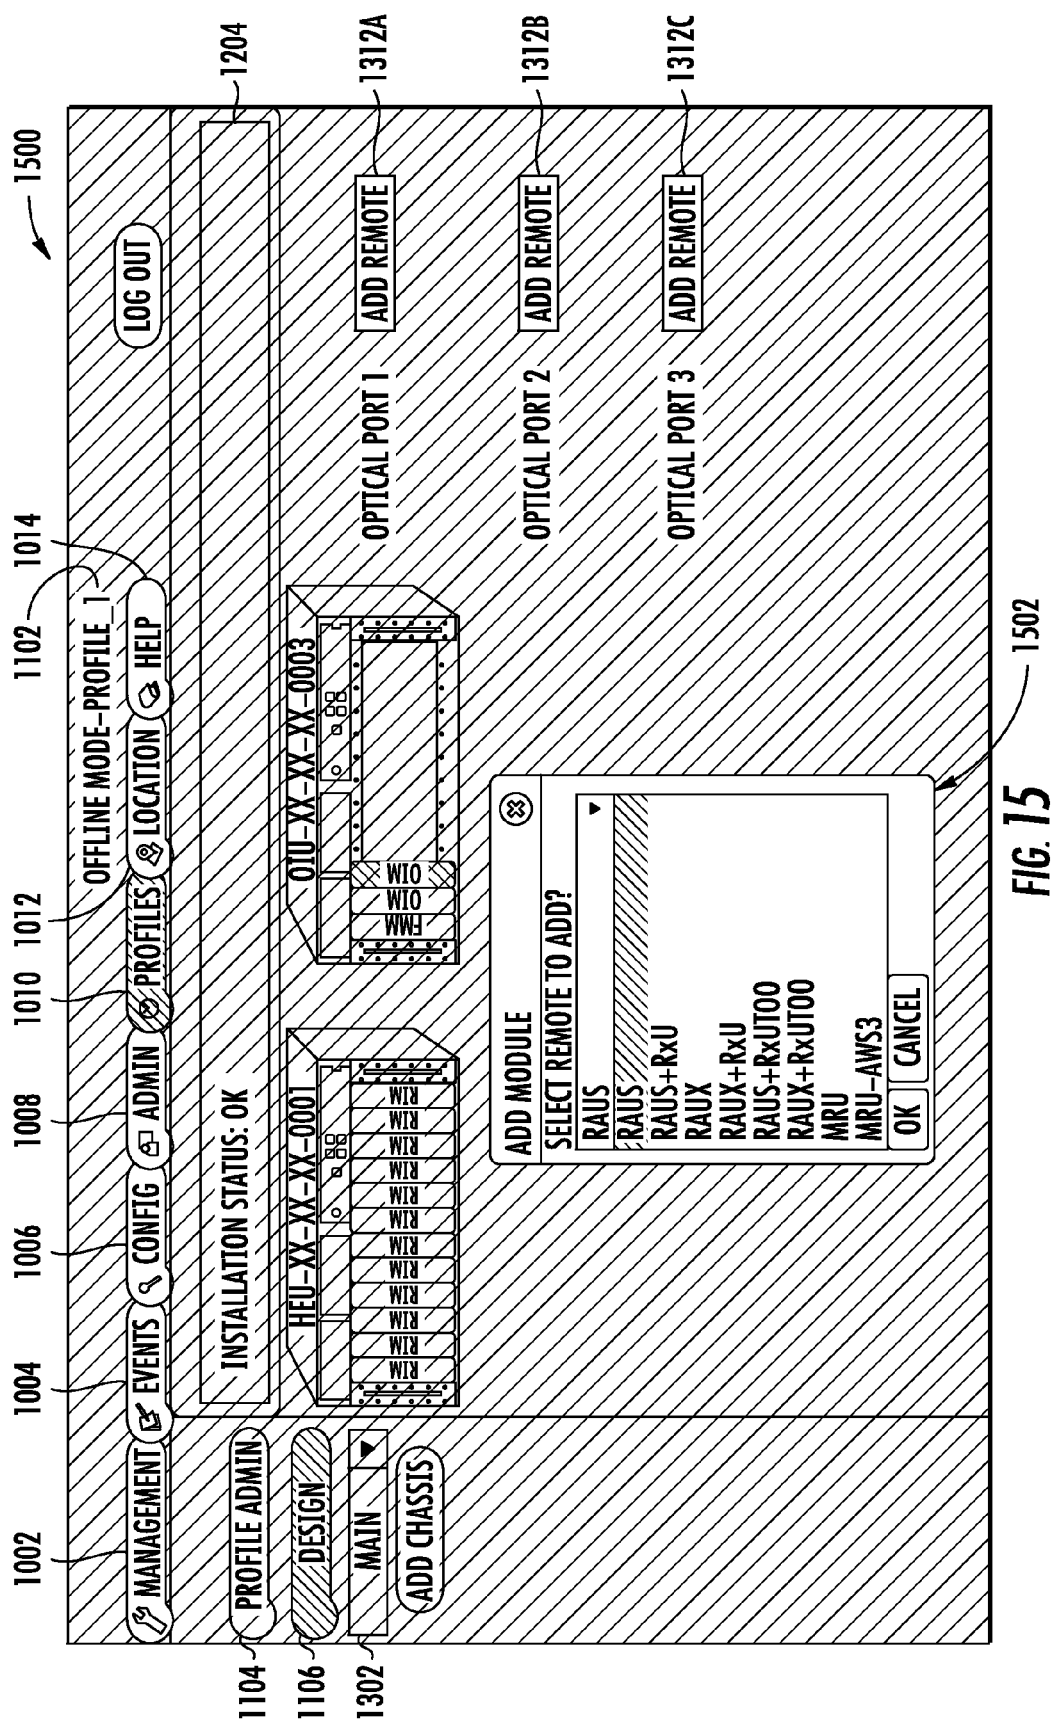 1500
1102
OFFLINE MODE-PROFILE_1
LOG OUT
1002
1004
1006
1008
1010
1012
1014
MANAGEMENT
EVENTS
CONFIG
ADMIN
PROFILES
LOCATION
HELP
1104
PROFILE ADMIN
1106
DESIGN
1302
MAIN
ADD CHASSIS
INSTALLATION STATUS: OK
1204
HEU-XX-XX-XX-0001
RIM
RIM
RIM
RIM
RIM
RIM
RIM
RIM
RIM
RIM
RIM
RIM
OIU-XX-XX-XX-0003
FMM
OIM
OIM
OPTICAL PORT 1
ADD REMOTE
1312A
OPTICAL PORT 2
ADD REMOTE
1312B
OPTICAL PORT 3
ADD REMOTE
1312C
ADD MODULE
SELECT REMOTE TO ADD?
RAUS
RAUS
RAUS+RxU
RAUX
RAUX+RxU
RAUS+RxUTOO
RAUX+RxUTOO
MRU
MRU-AWS3
OK
CANCEL
1502
FIG. 15